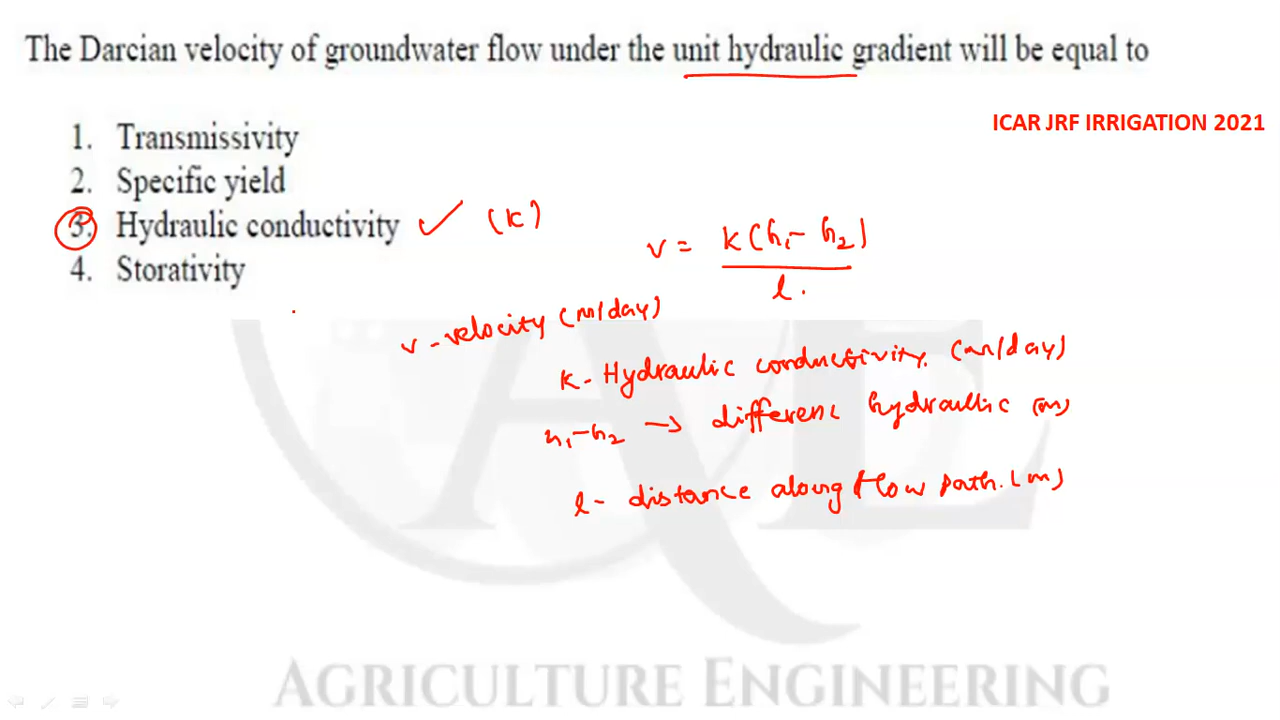 The Darcian velocity of groundwater flow under the unit hydraulic gradient will be equal to
ICAR JRF IRRIGATION 2021
1. Transmissivity
2. Specific yield
3. Hydraulic conductivity ✓ (K)
4. Storativity
v = k(h₁- h₂)
l.
v - velocity (m/day)
k - Hydraulic conductivity. (m/day)
h₁-h₂ → different hydraulic (m)
l - distance along flow path. (m)
AGRICULTURE ENGINEERING